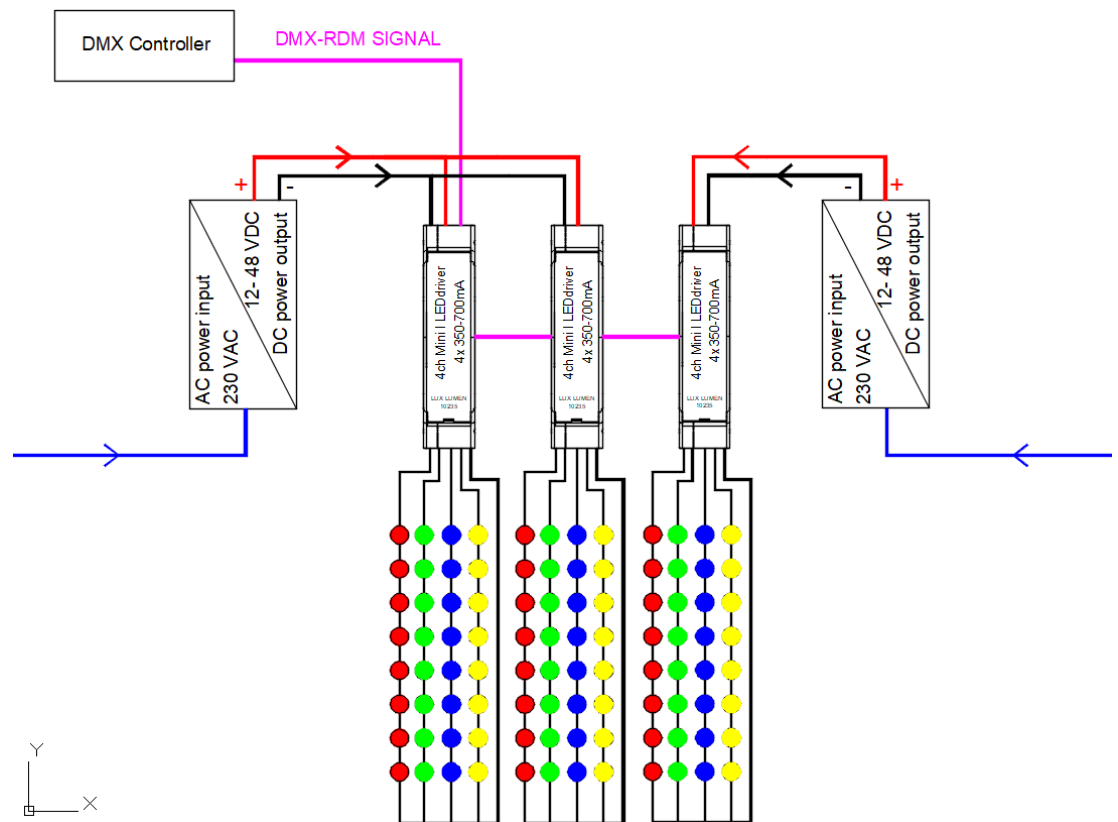 DMX Controller
DMX-RDM SIGNAL
+
-
AC power input
230 VAC
12- 48 VDC
DC power output
4ch Mini I LEDdriver
4x 350-700mA
LUX LUMEN
10235
4ch Mini I LEDdriver
4x 350-700mA
LUX LUMEN
10235
4ch Mini I LEDdriver
4x 350-700mA
LUX LUMEN
10235
-
+
AC power input
230 VAC
12- 48 VDC
DC power output
Y
X